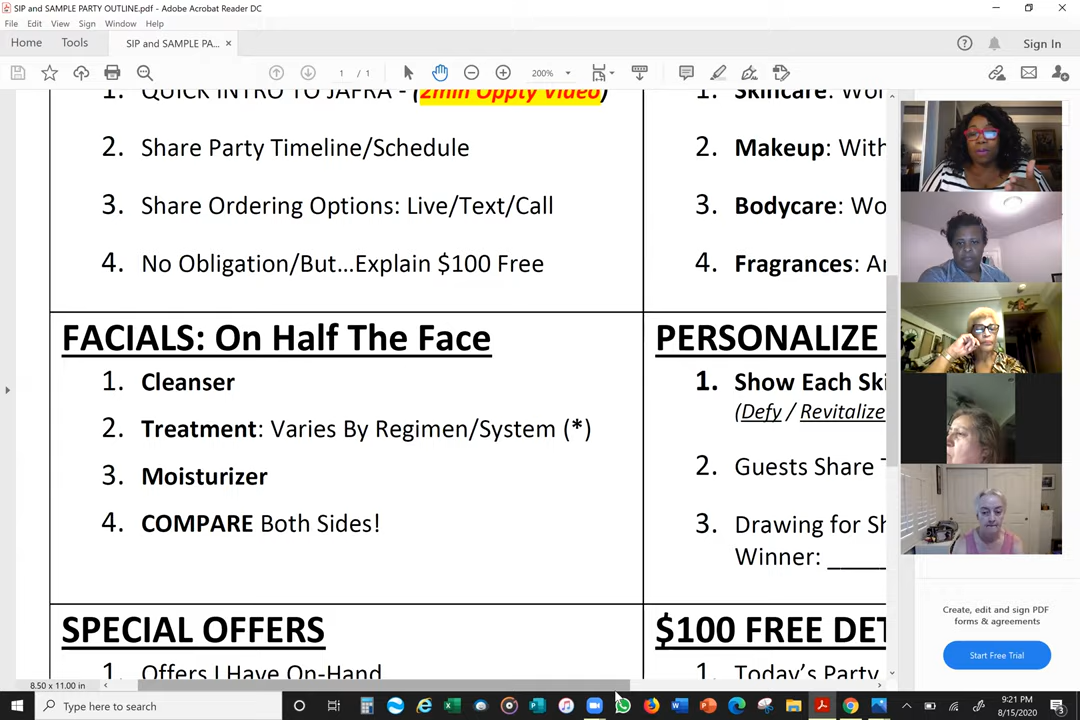 SIP and SAMPLE PARTY OUTLINE.pdf - Adobe Acrobat Reader DC
File Edit View Sign Window Help
Home Tools SIP and SAMPLE PA... × Sign In
1 / 1 200%
1. QUICK INTRO TO JAFRA - (2min Oppty Video)
2. Share Party Timeline/Schedule
3. Share Ordering Options: Live/Text/Call
4. No Obligation/But...Explain $100 Free
1. Skincare:
2. Makeup: With
3. Bodycare: Wo
4. Fragrances:
FACIALS: On Half The Face
1. Cleanser
2. Treatment: Varies By Regimen/System (*)
3. Moisturizer
4. COMPARE Both Sides!
PERSONALIZE
1. Show Each Ski
(Defy / Revitalize
2. Guests Share
3. Drawing for Sh
Winner: _____
SPECIAL OFFERS
1. Offers I Have On-Hand
$100 FREE DET
1. Today's Party
Create, edit and sign PDF
forms & agreements
Start Free Trial
8.50 x 11.00 in
Type here to search
9:21 PM
8/15/2020